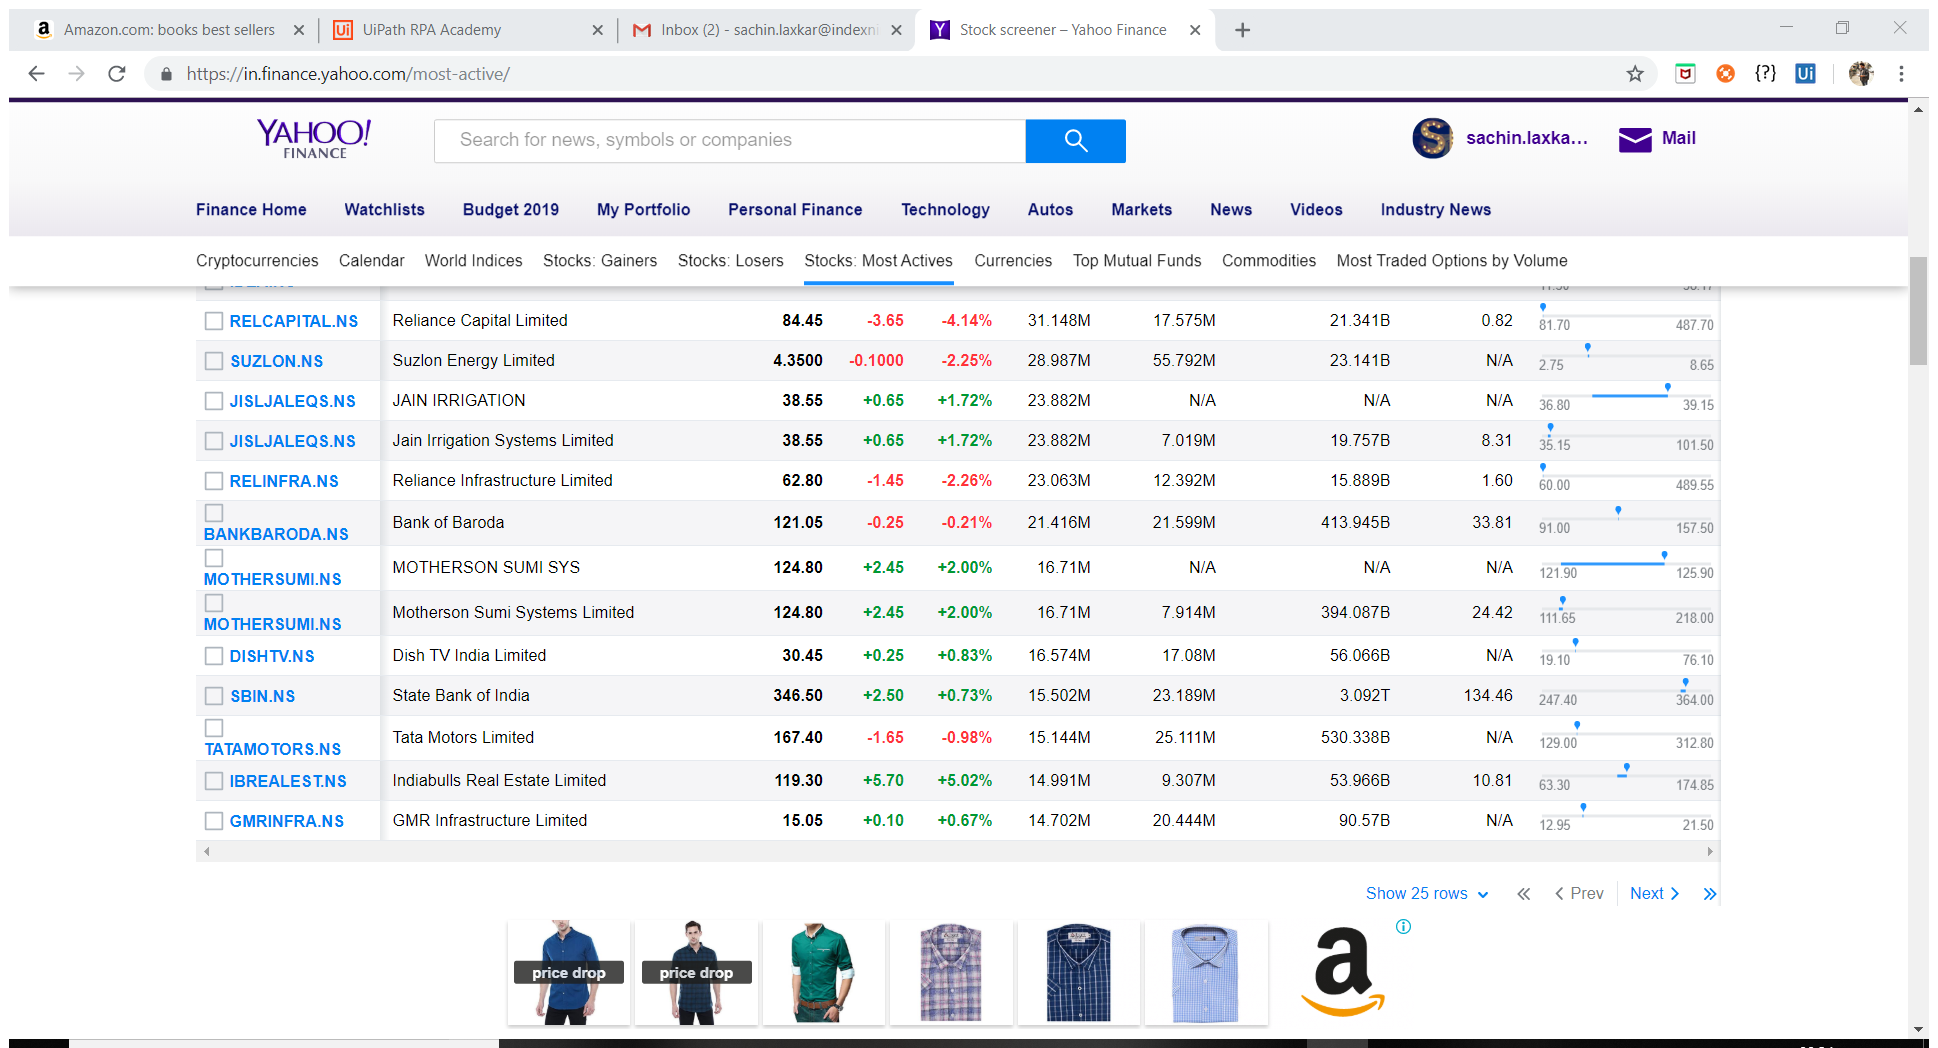 Amazon.com: books best sellers
UiPath RPA Academy
Inbox (2) - sachin.laxkar@indexni
Stock screener – Yahoo Finance
https://in.finance.yahoo.com/most-active/
YAHOO!
FINANCE
Search for news, symbols or companies
sachin.laxka...
Mail
Finance Home Watchlists Budget 2019 My Portfolio Personal Finance Technology Autos Markets News Videos Industry News
Cryptocurrencies Calendar World Indices Stocks: Gainers Stocks: Losers Stocks: Most Actives Currencies Top Mutual Funds Commodities Most Traded Options by Volume
RELCAPITAL.NS Reliance Capital Limited 84.45 -3.65 -4.14% 31.148M 17.575M 21.341B 0.82 81.70 487.70
SUZLON.NS Suzlon Energy Limited 4.3500 -0.1000 -2.25% 28.987M 55.792M 23.141B N/A 2.75 8.65
JISLJALEQS.NS JAIN IRRIGATION 38.55 +0.65 +1.72% 23.882M N/A N/A N/A 36.80 39.15
JISLJALEQS.NS Jain Irrigation Systems Limited 38.55 +0.65 +1.72% 23.882M 7.019M 19.757B 8.31 35.15 101.50
RELINFRA.NS Reliance Infrastructure Limited 62.80 -1.45 -2.26% 23.063M 12.392M 15.889B 1.60 60.00 489.55
BANKBARODA.NS Bank of Baroda 121.05 -0.25 -0.21% 21.416M 21.599M 413.945B 33.81 91.00 157.50
MOTHERSUMI.NS MOTHERSON SUMI SYS 124.80 +2.45 +2.00% 16.71M N/A N/A N/A 121.90 125.90
MOTHERSUMI.NS Motherson Sumi Systems Limited 124.80 +2.45 +2.00% 16.71M 7.914M 394.087B 24.42 111.65 218.00
DISHTV.NS Dish TV India Limited 30.45 +0.25 +0.83% 16.574M 17.08M 56.066B N/A 19.10 76.10
SBIN.NS State Bank of India 346.50 +2.50 +0.73% 15.502M 23.189M 3.092T 134.46 247.40 364.00
TATAMOTORS.NS Tata Motors Limited 167.40 -1.65 -0.98% 15.144M 25.111M 530.338B N/A 129.00 312.80
IBREALEST.NS Indiabulls Real Estate Limited 119.30 +5.70 +5.02% 14.991M 9.307M 53.966B 10.81 63.30 174.85
GMRINFRA.NS GMR Infrastructure Limited 15.05 +0.10 +0.67% 14.702M 20.444M 90.57B N/A 12.95 21.50
Show 25 rows Prev Next
price drop
price drop